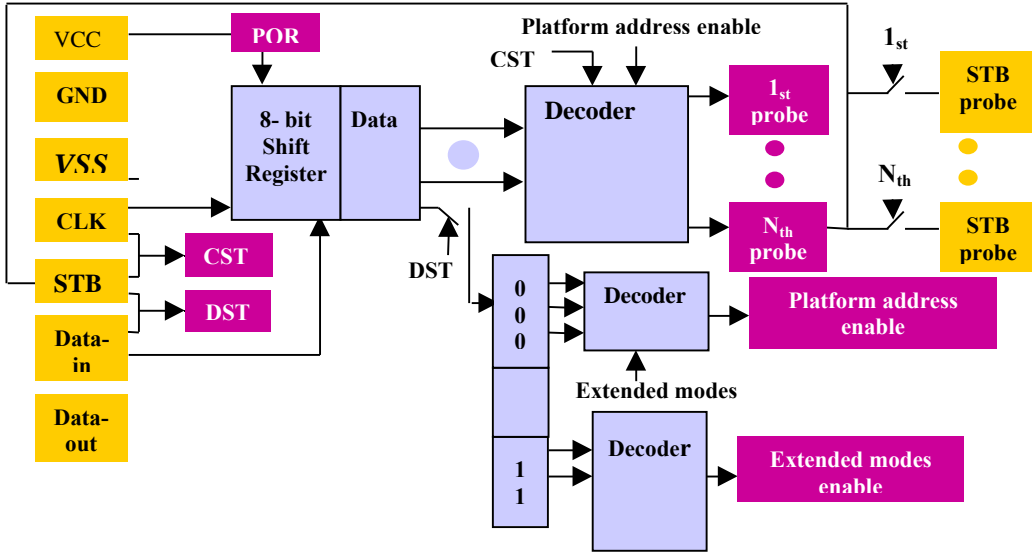 VCC
GND
VSS
CLK
STB
Data-
in
Data-
out
POR
CST
DST
8- bit
Shift
Register
Data
DST
Platform address enable
CST
Decoder
1st
probe
Nth
probe
1st
STB
probe
Nth
STB
probe
0
0
0
Decoder
Extended modes
Platform address
enable
1
1
Decoder
Extended modes
enable